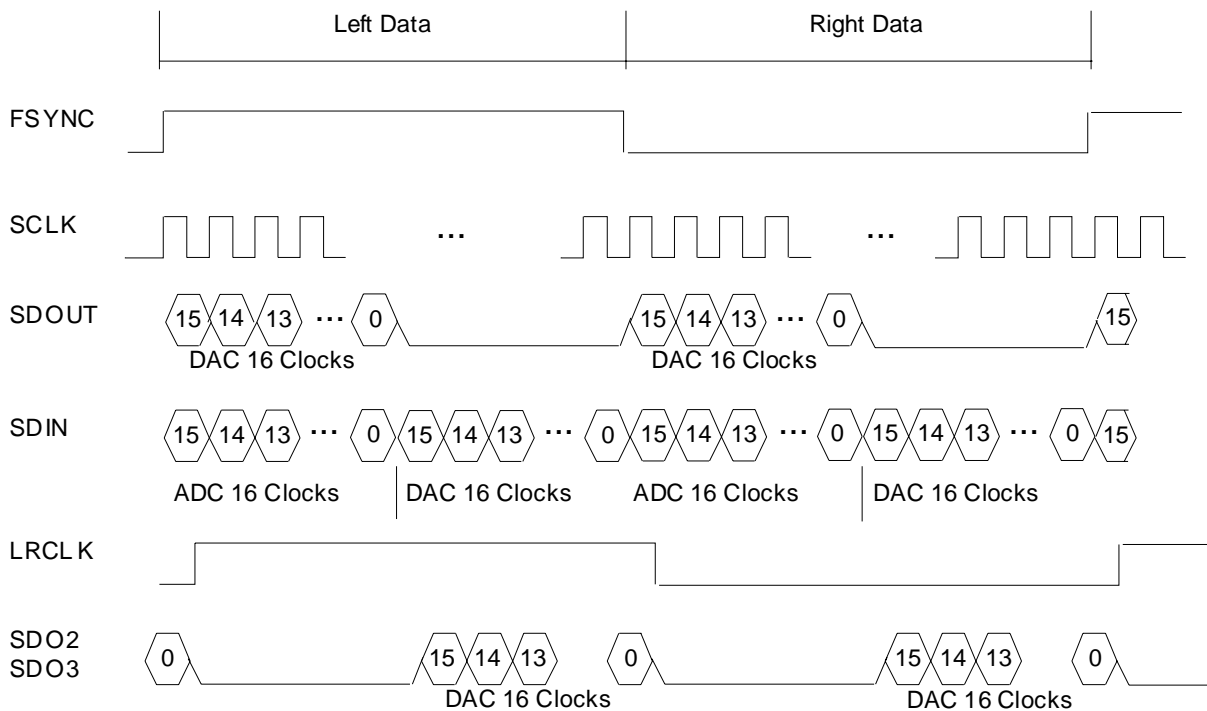 Left Data Right Data
FSYNC
SCLK ... ...
SDOUT 15 14 13 ... 0 15 14 13 ... 0 15
DAC 16 Clocks DAC 16 Clocks
SDIN 15 14 13 ... 0 15 14 13 ... 0 15 14 13 ... 0 15 14 13 ... 0 15
ADC 16 Clocks DAC 16 Clocks ADC 16 Clocks DAC 16 Clocks
LRCLK
SDO2
SDO3 0 15 14 13 0 15 14 13 0
DAC 16 Clocks DAC 16 Clocks